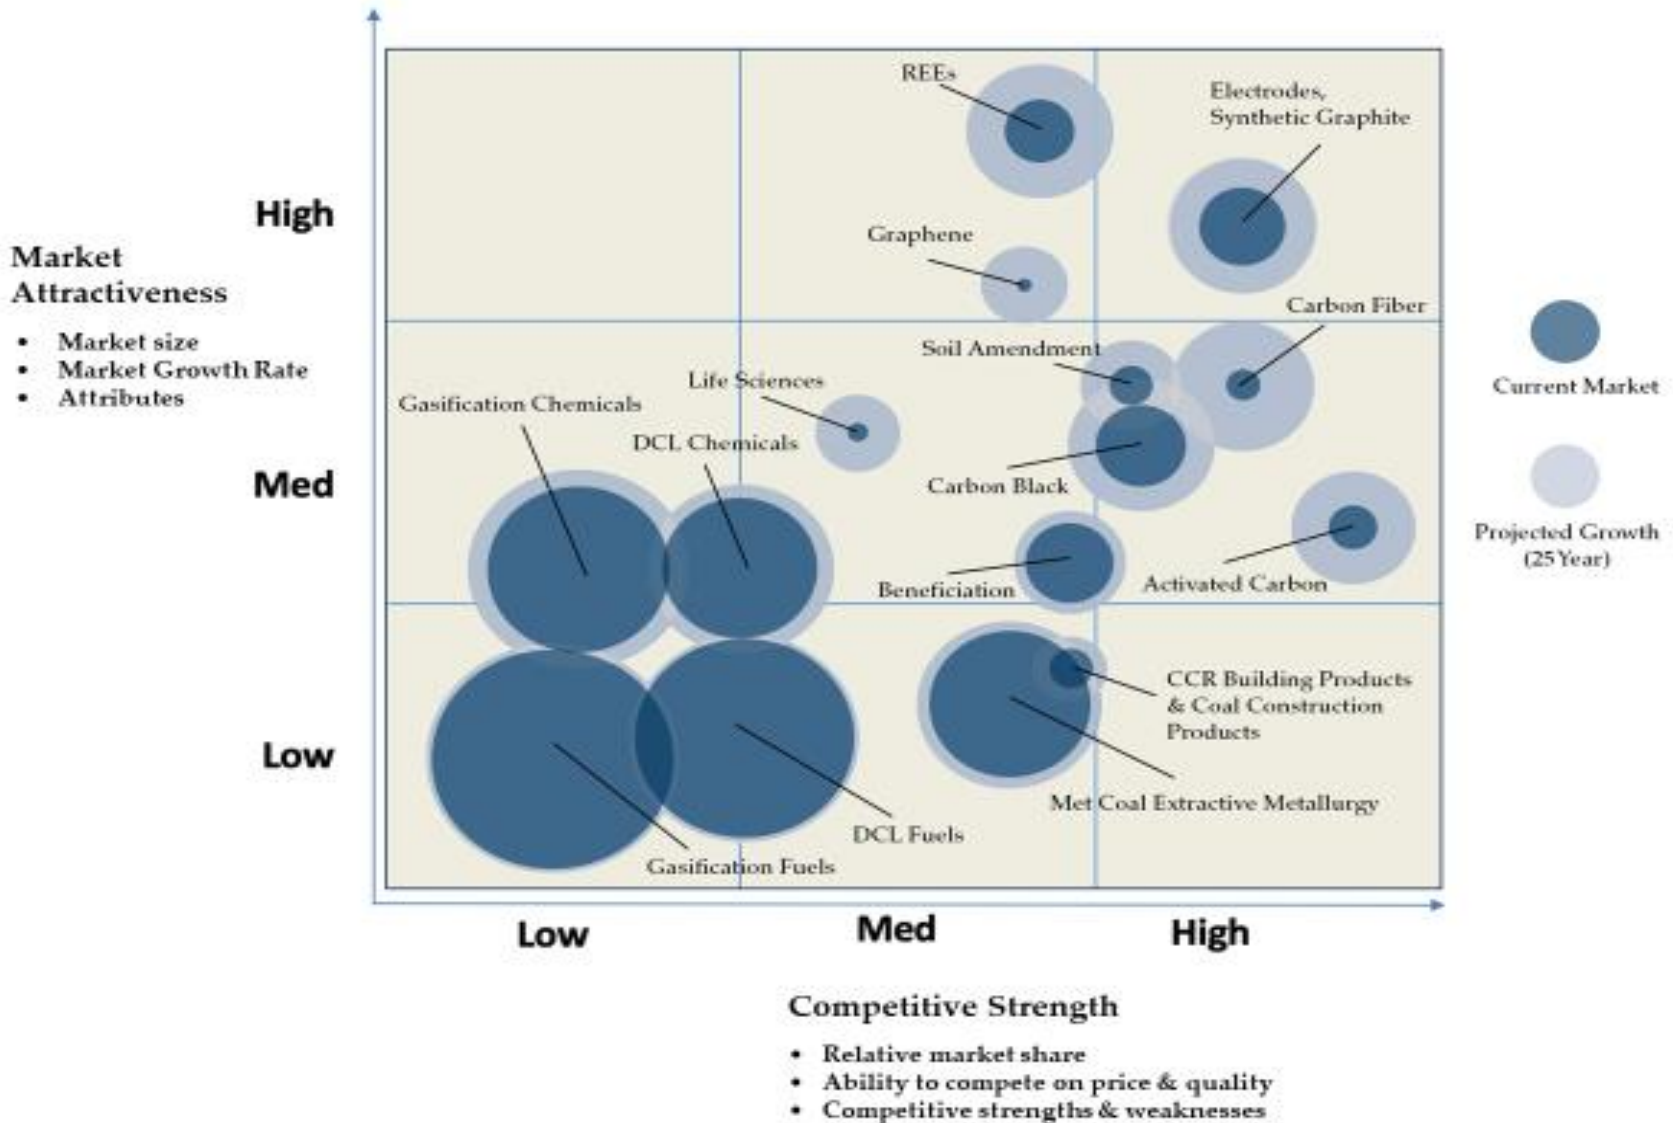 REEs
Electrodes,
Synthetic Graphite
High
Graphene
Market
Attractiveness
Carbon Fiber
• Market size
• Market Growth Rate
• Attributes
Soil Amendment
Life Sciences
Gasification Chemicals
DCL Chemicals
Current Market
Med
Carbon Black
Projected Growth
(25 Year)
Beneficiation
Activated Carbon
CCR Building Products
& Coal Construction
Products
Low
Met Coal Extractive Metallurgy
DCL Fuels
Gasification Fuels
Low
Med
High
Competitive Strength
• Relative market share
• Ability to compete on price & quality
• Competitive strengths & weaknesses